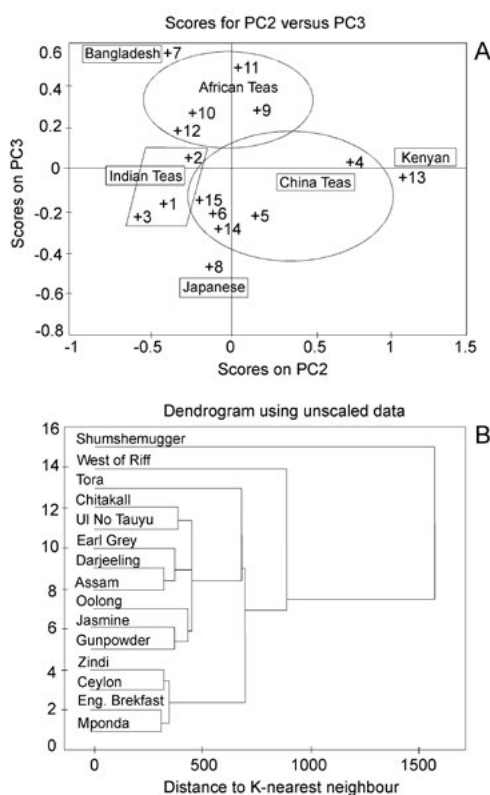 Scores for PC2 versus PC3
A
Scores on PC3
0.6
0.4
0.2
0
-0.2
-0.4
-0.6
-0.8
Bangladesh +7
+11
African Teas
+10
+9
+12
+2
Indian Teas
+1
+3
+15
+6
+5
+14
+4
China Teas
Kenyan
+13
+8
Japanese
-1 -0.5 0 0.5 1 1.5
Scores on PC2
Dendrogram using unscaled data
B
16
14
12
10
8
6
4
2
0
Shumshemugger
West of Riff
Tora
Chitakall
UI No Tauyu
Earl Grey
Darjeeling
Assam
Oolong
Jasmine
Gunpowder
Zindi
Ceylon
Eng. Brekfast
Mponda
0 500 1000 1500
Distance to K-nearest neighbour